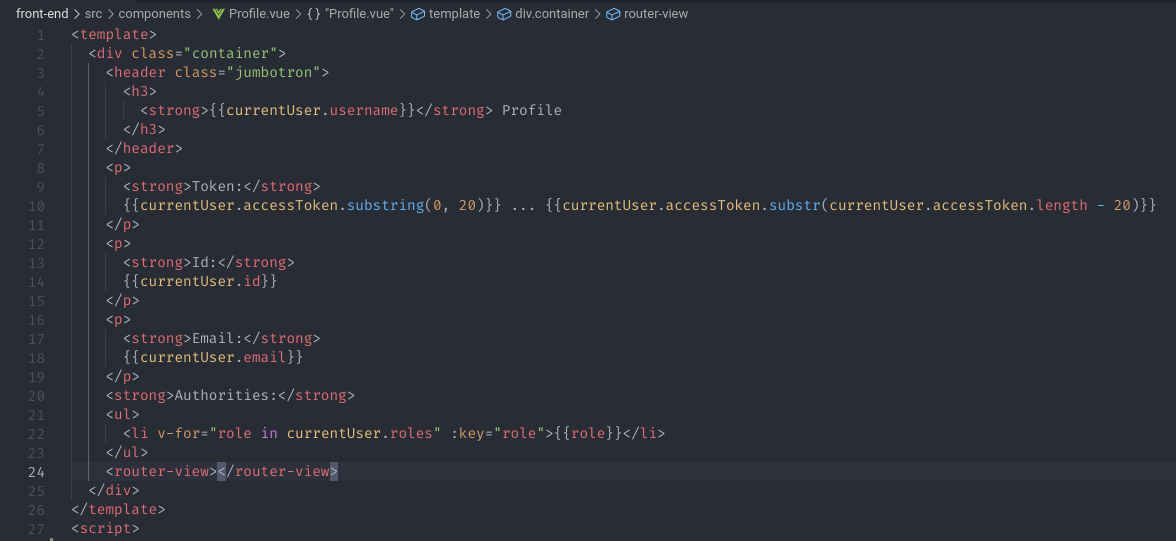 front-end > src > components > Profile.vue > {} "Profile.vue" > template > div.container > router-view
1 <template>
2 <div class="container">
3 <header class="jumbotron">
4 <h3>
5 <strong>{{currentUser.username}}</strong> Profile
6 </h3>
7 </header>
8 <p>
9 <strong>Token:</strong>
10 {{currentUser.accessToken.substring(0, 20)}} ... {{currentUser.accessToken.substr(currentUser.accessToken.length - 20)}}
11 </p>
12 <p>
13 <strong>Id:</strong>
14 {{currentUser.id}}
15 </p>
16 <p>
17 <strong>Email:</strong>
18 {{currentUser.email}}
19 </p>
20 <strong>Authorities:</strong>
21 <ul>
22 <li v-for="role in currentUser.roles" :key="role">{{role}}</li>
23 </ul>
24 <router-view></router-view>
25 </div>
26 </template>
27 <script>